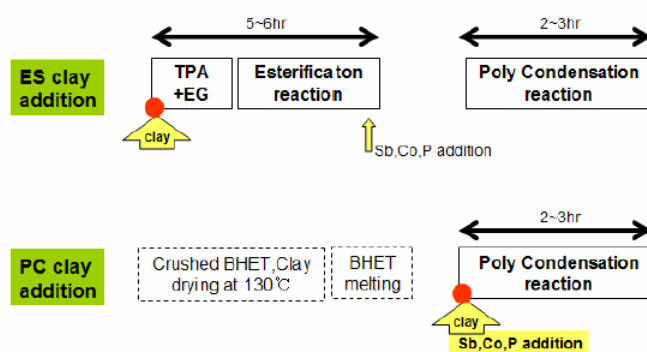 5~6hr
2~3hr
ES clay
addition
TPA
+EG
Esterificaton
reaction
Poly Condensation
reaction
clay
Sb,Co,P addition
2~3hr
PC clay
addition
Crushed BHET,Clay
drying at 130℃
BHET
melting
Poly Condensation
reaction
clay
Sb,Co,P addition